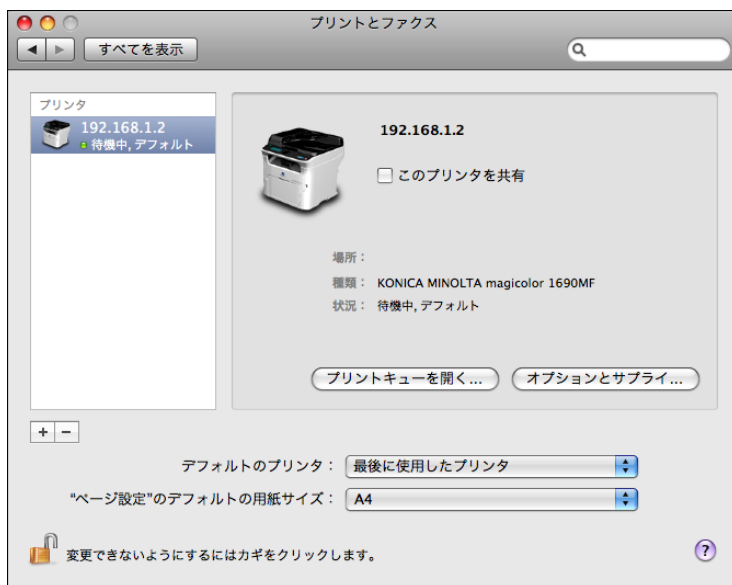 プリントとファクス
すべてを表示
プリンタ
192.168.1.2
待機中, デフォルト
192.168.1.2
このプリンタを共有
場所：
種類： KONICA MINOLTA magicolor 1690MF
状況： 待機中, デフォルト
プリントキューを開く...
オプションとサプライ...
+ −
デフォルトのプリンタ： 最後に使用したプリンタ
“ページ設定”のデフォルトの用紙サイズ： A4
変更できないようにするにはカギをクリックします。
?